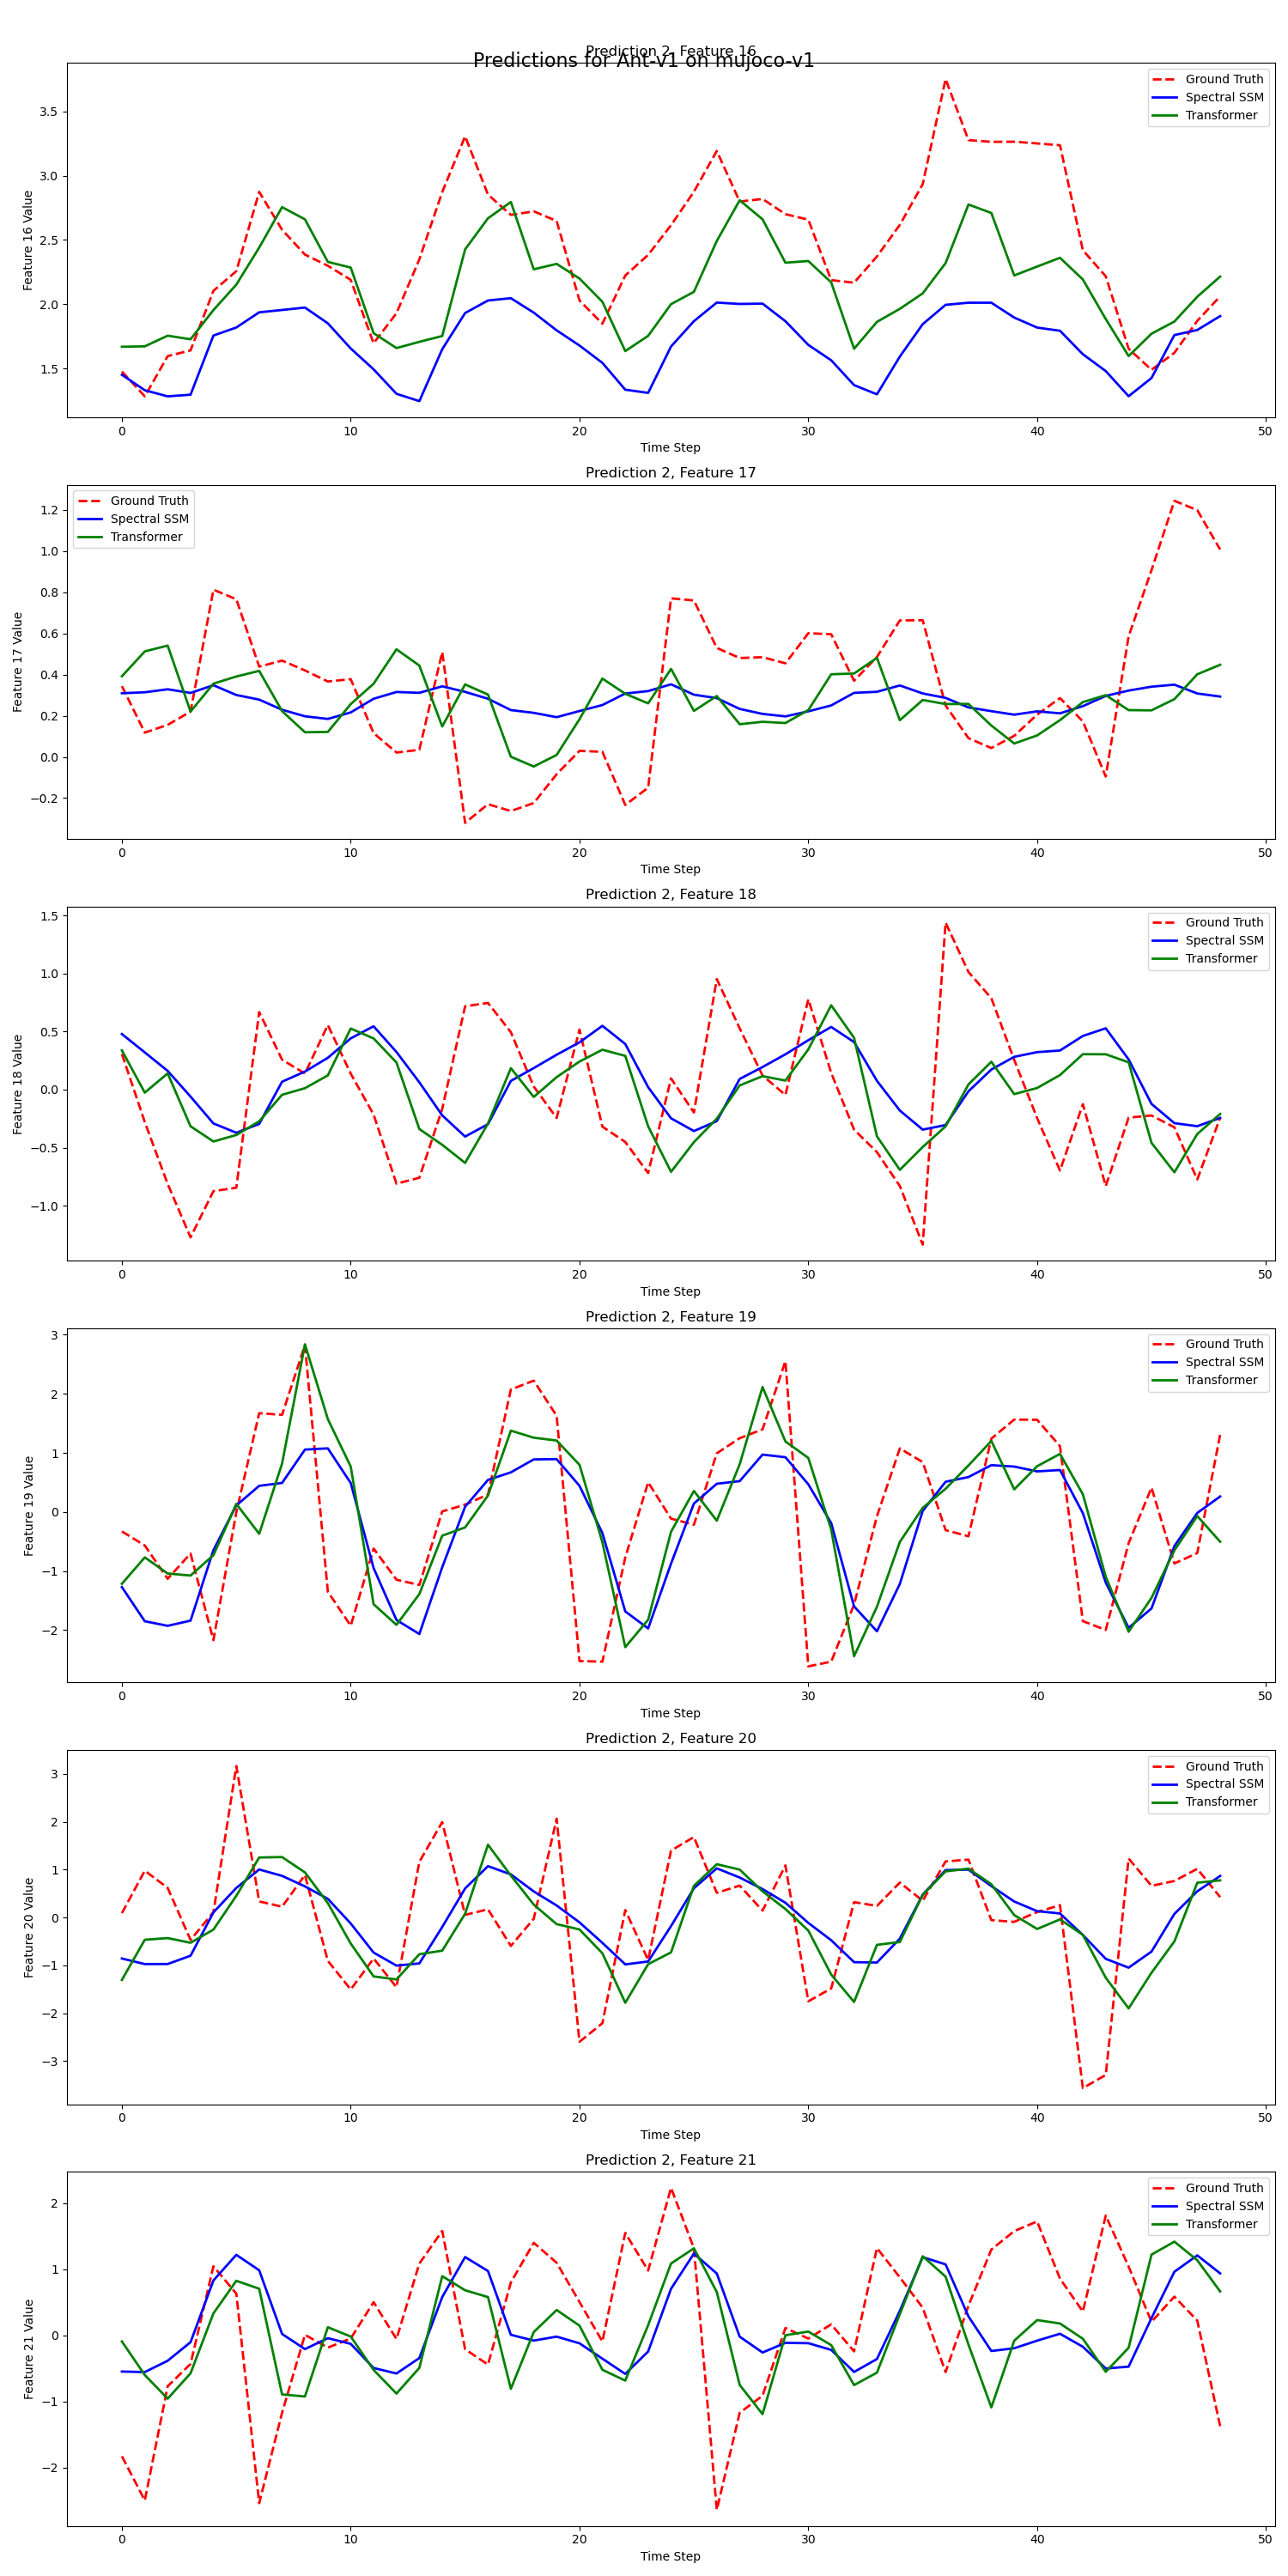 Prediction 2, Feature 16
Predictions for Ant-v1 on mujoco-v1
Ground Truth
Spectral SSM
Transformer
Feature 16 Value
3.5
3.0
2.5
2.0
1.5
0 10 20 30 40 50
Time Step
Prediction 2, Feature 17
Ground Truth
Spectral SSM
Transformer
Feature 17 Value
1.2
1.0
0.8
0.6
0.4
0.2
0.0
−0.2
0 10 20 30 40 50
Time Step
Prediction 2, Feature 18
Ground Truth
Spectral SSM
Transformer
Feature 18 Value
1.5
1.0
0.5
0.0
−0.5
−1.0
0 10 20 30 40 50
Time Step
Prediction 2, Feature 19
Ground Truth
Spectral SSM
Transformer
Feature 19 Value
3
2
1
0
−1
−2
0 10 20 30 40 50
Time Step
Prediction 2, Feature 20
Ground Truth
Spectral SSM
Transformer
Feature 20 Value
3
2
1
0
−1
−2
−3
0 10 20 30 40 50
Time Step
Prediction 2, Feature 21
Ground Truth
Spectral SSM
Transformer
Feature 21 Value
2
1
0
−1
−2
0 10 20 30 40 50
Time Step